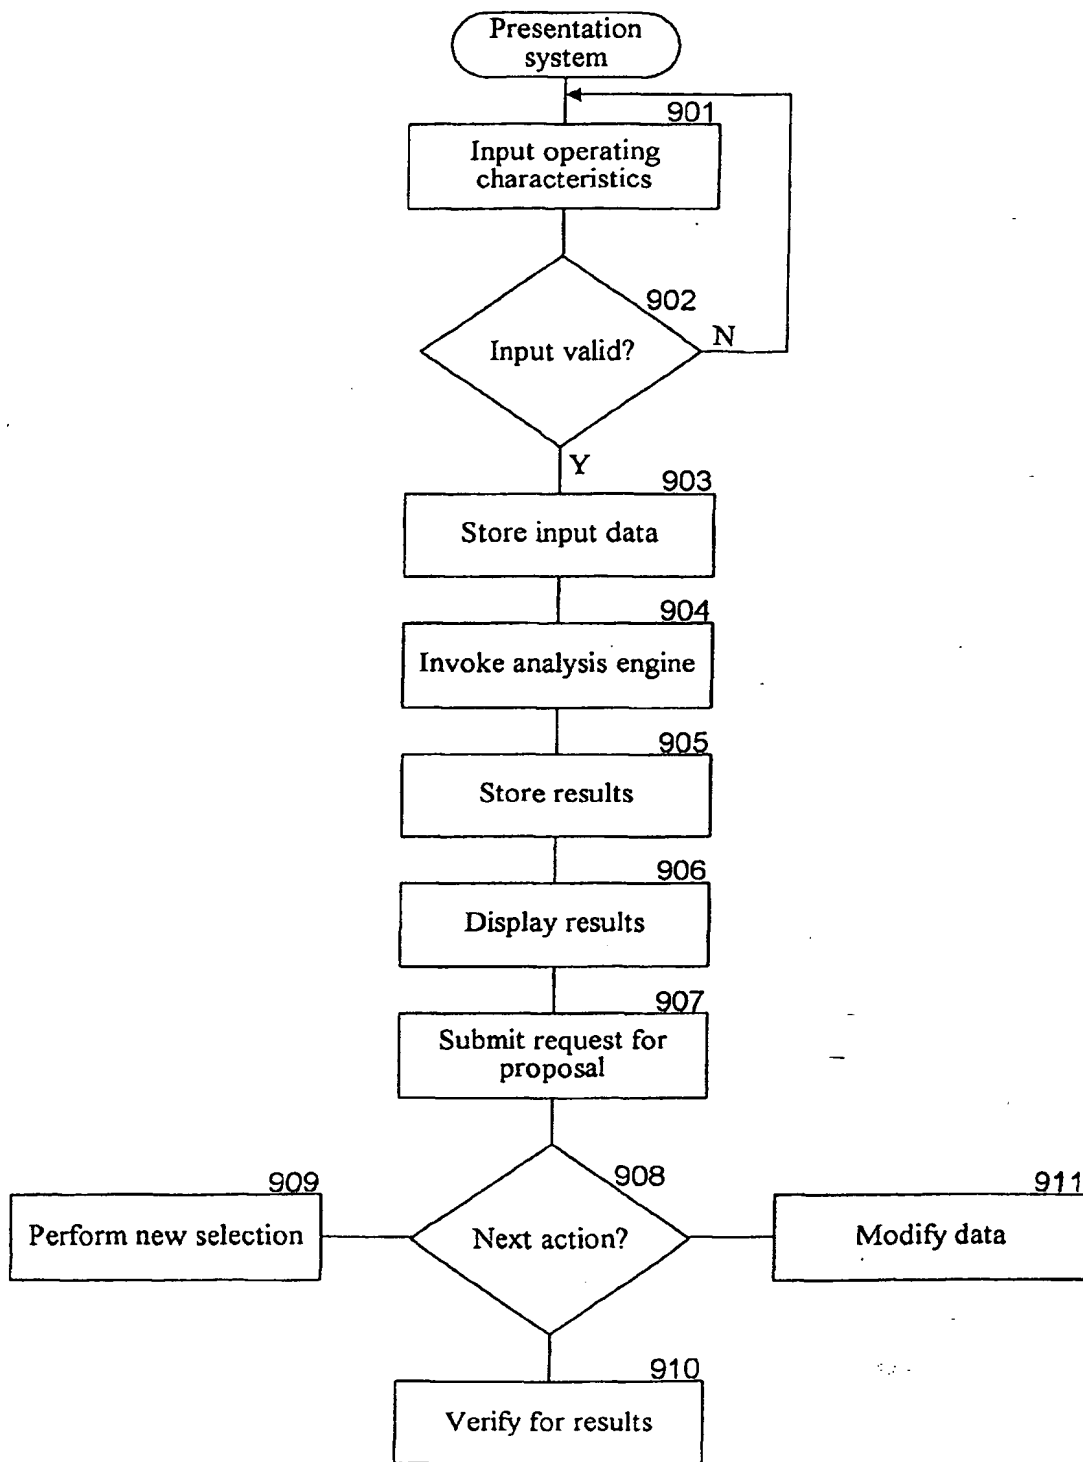 Presentation
system
901
Input operating
characteristics
902
Input valid?
N
Y
903
Store input data
904
Invoke analysis engine
905
Store results
906
Display results
907
Submit request for
proposal
908
Next action?
909
Perform new selection
911
Modify data
910
Verify for results